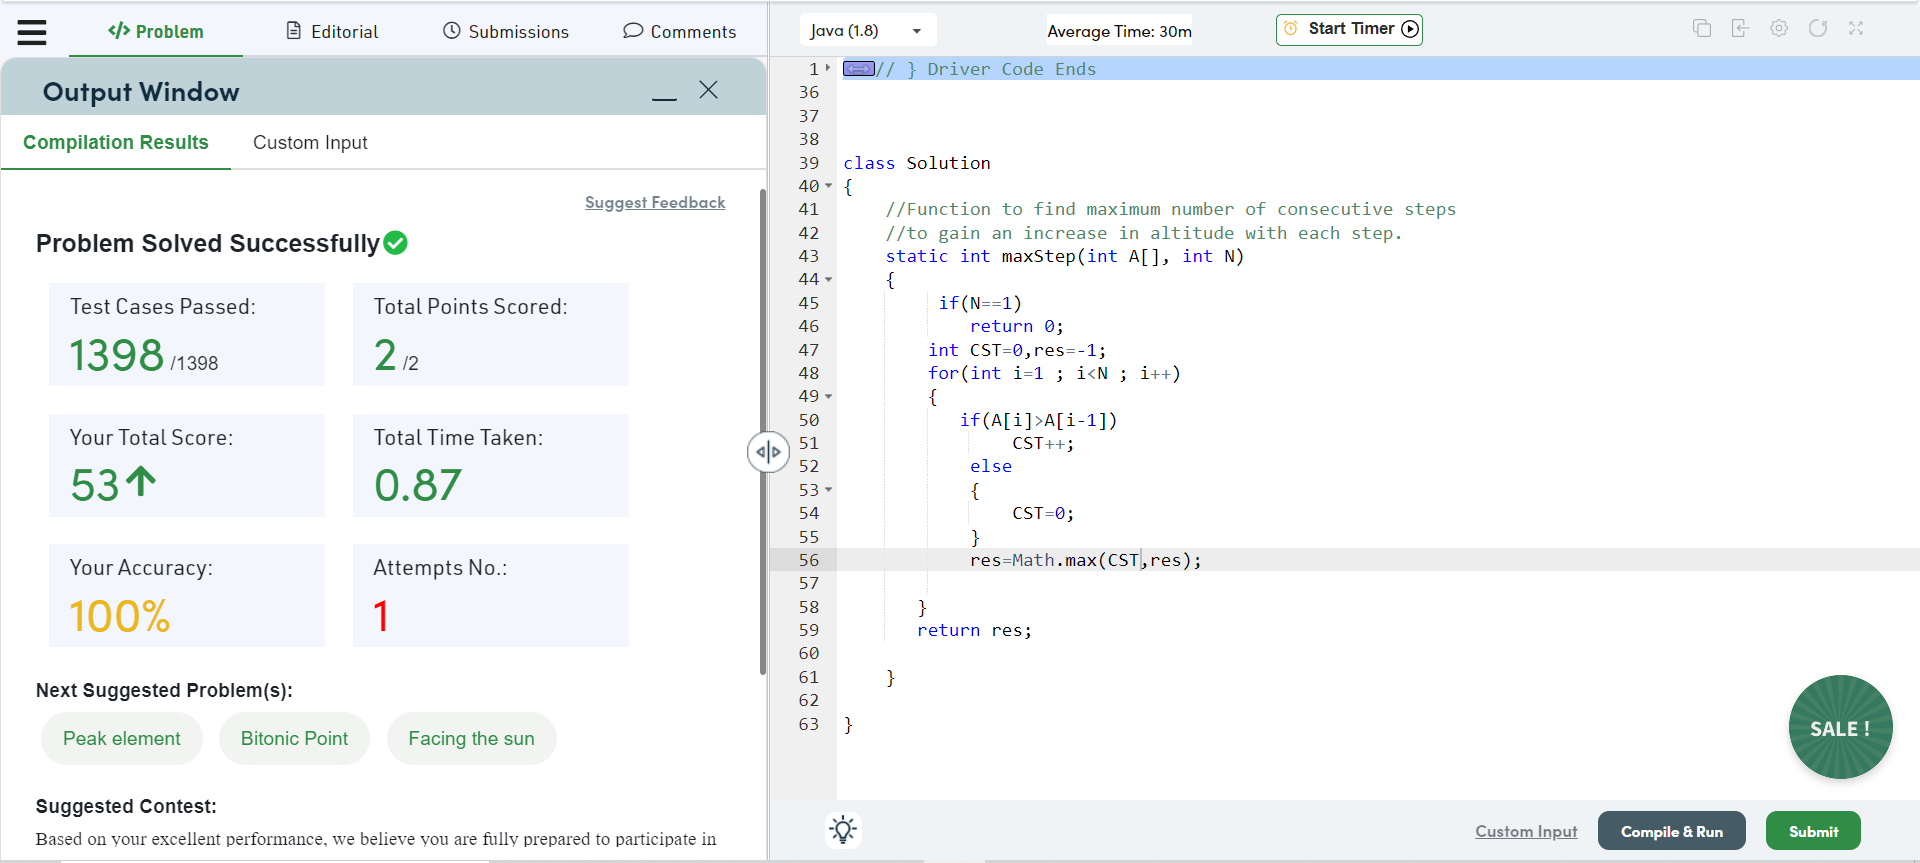 Problem
Editorial
Submissions
Comments
Output Window
Compilation Results
Custom Input
Suggest Feedback
Problem Solved Successfully
Test Cases Passed:
1398 /1398
Total Points Scored:
2 /2
Your Total Score:
53
Total Time Taken:
0.87
Your Accuracy:
100%
Attempts No.:
1
Next Suggested Problem(s):
Peak element
Bitonic Point
Facing the sun
Suggested Contest:
Based on your excellent performance, we believe you are fully prepared to participate in
Java (1.8)
Average Time: 30m
Start Timer
1 // } Driver Code Ends
36
37
38
39 class Solution
40 {
41 //Function to find maximum number of consecutive steps
42 //to gain an increase in altitude with each step.
43 static int maxStep(int A[], int N)
44 {
45 if(N==1)
46 return 0;
47 int CST=0,res=-1;
48 for(int i=1 ; i<N ; i++)
49 {
50 if(A[i]>A[i-1])
51 CST++;
52 else
53 {
54 CST=0;
55 }
56 res=Math.max(CST,res);
57
58 }
59 return res;
60
61 }
62
63 }
SALE !
Custom Input
Compile & Run
Submit